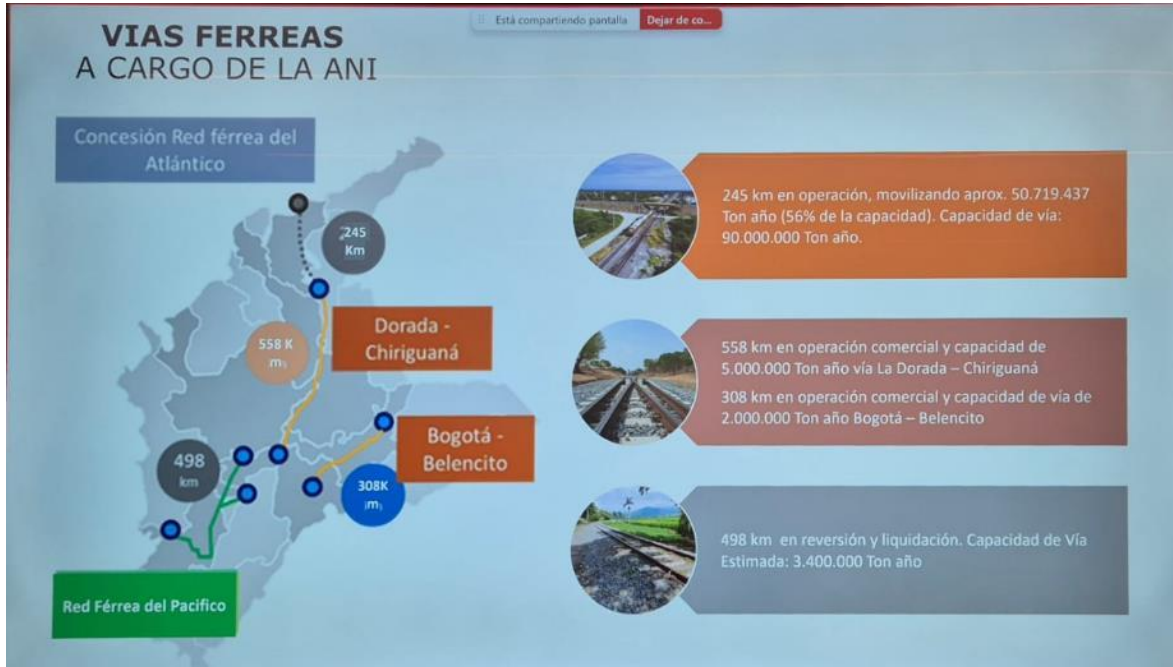 Está compartiendo pantalla
Dejar de co...
VIAS FERREAS
A CARGO DE LA ANI
Concesión Red férrea del
Atlántico
245
Km
558 K
m
Dorada -
Chiriguaná
Bogotá -
Belencito
498
km
308K
m
Red Férrea del Pacifico
245 km en operación, movilizando aprox. 50.719.437
Ton año (56% de la capacidad). Capacidad de vía:
90.000.000 Ton año.
558 km en operación comercial y capacidad de
5.000.000 Ton año vía La Dorada – Chiriguaná
308 km en operación comercial y capacidad de vía de
2.000.000 Ton año Bogotá – Belencito
498 km en reversión y liquidación. Capacidad de Vía
Estimada: 3.400.000 Ton año